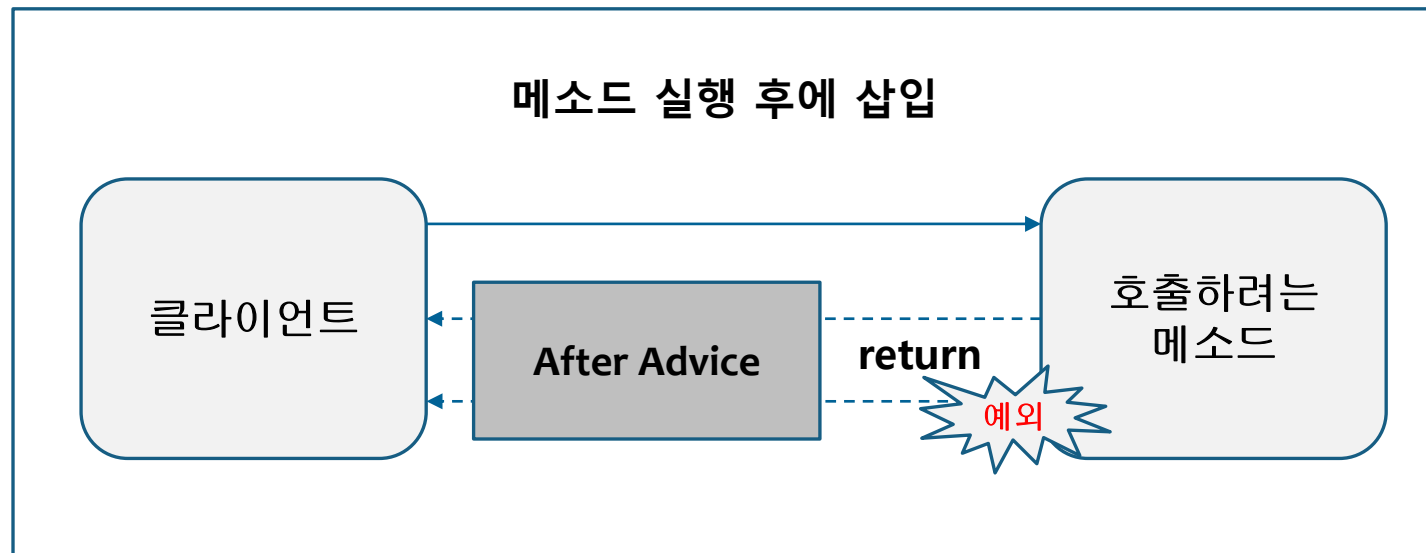 메소드 실행 후에 삽입
클라이언트
호출하려는
메소드
After Advice
return
예외